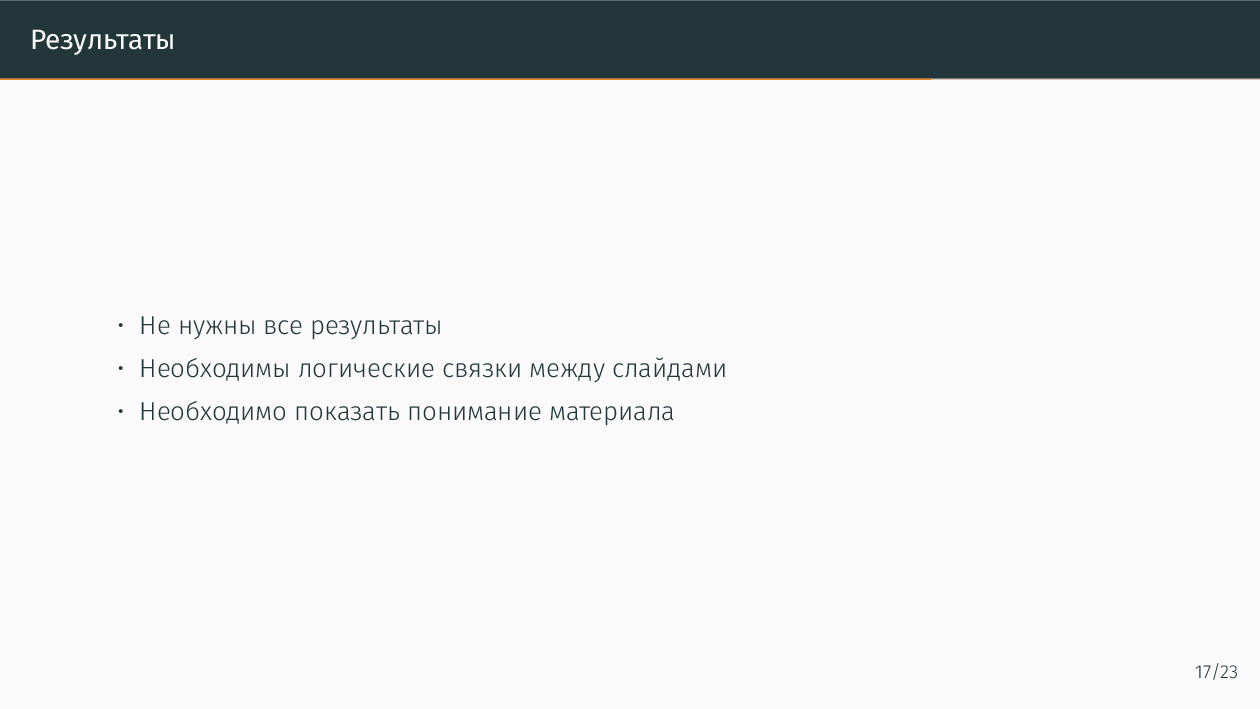 Результаты
• Не нужны все результаты
• Необходимы логические связки между слайдами
• Необходимо показать понимание материала
17/23